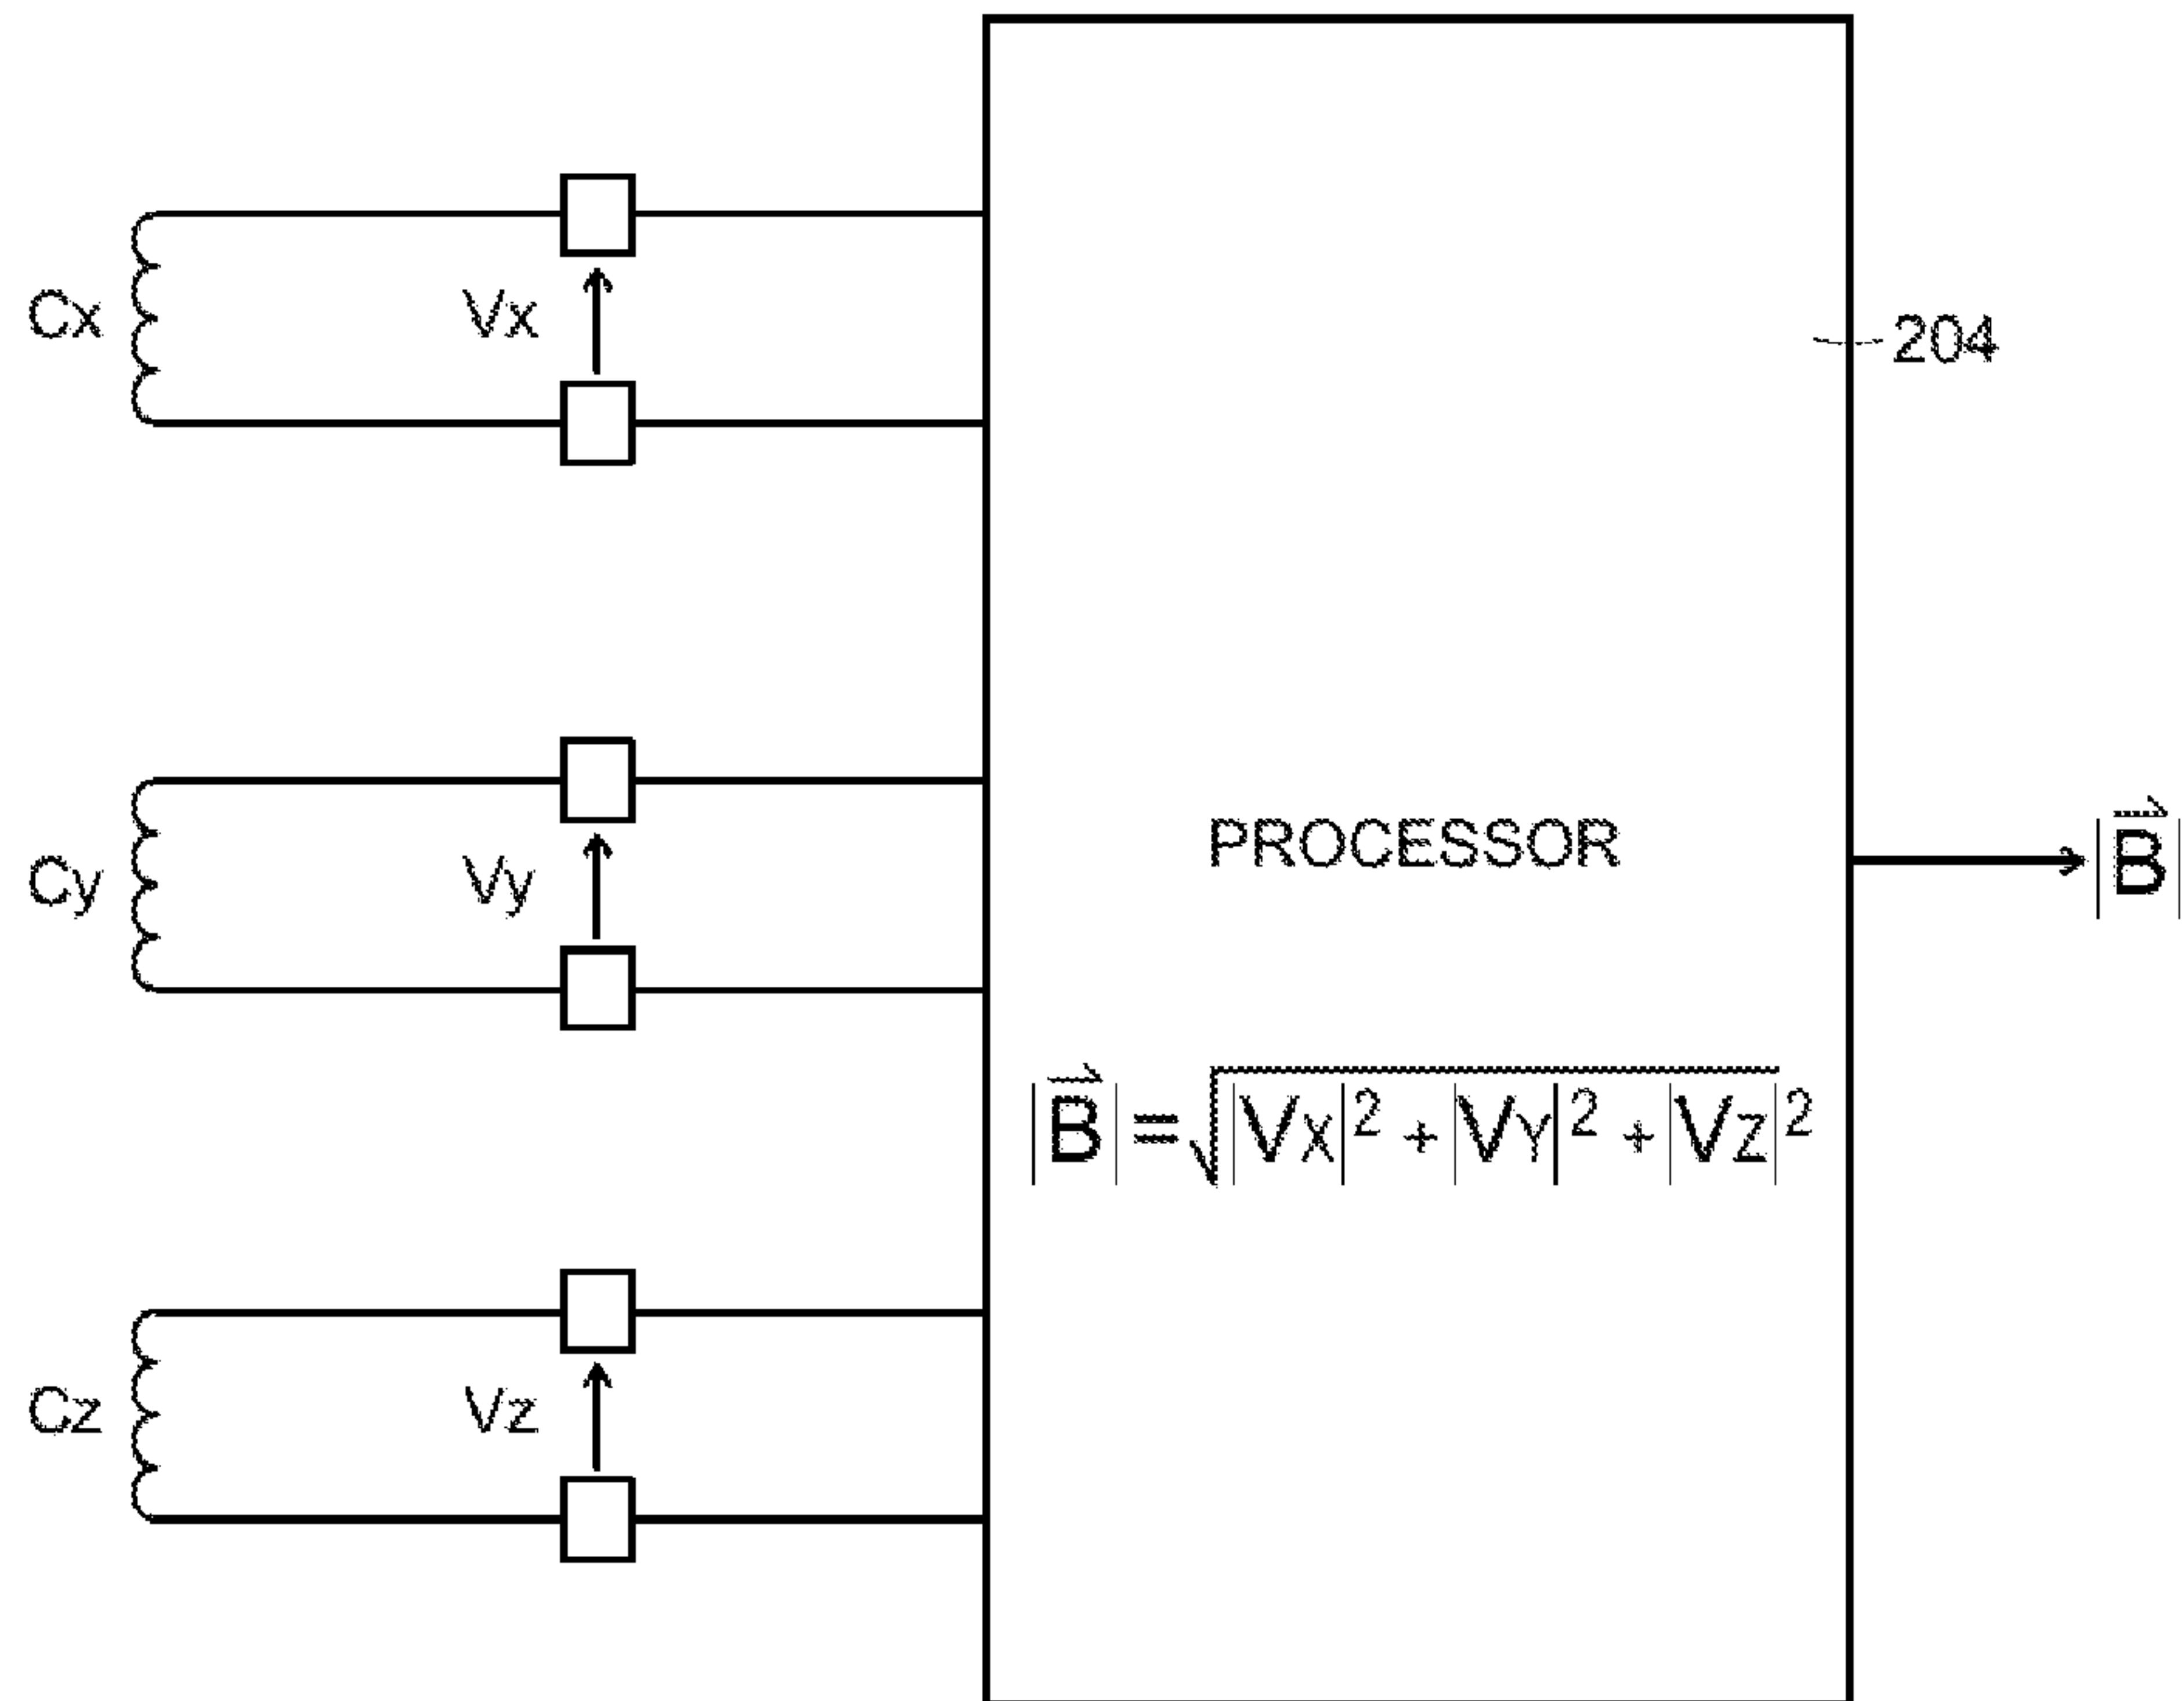 Cx
Vx
204
Cy
Vy
PROCESSOR
|B⃗|
|B⃗| = √|Vx|² + |VY|² + |Vz|²
Cz
Vz